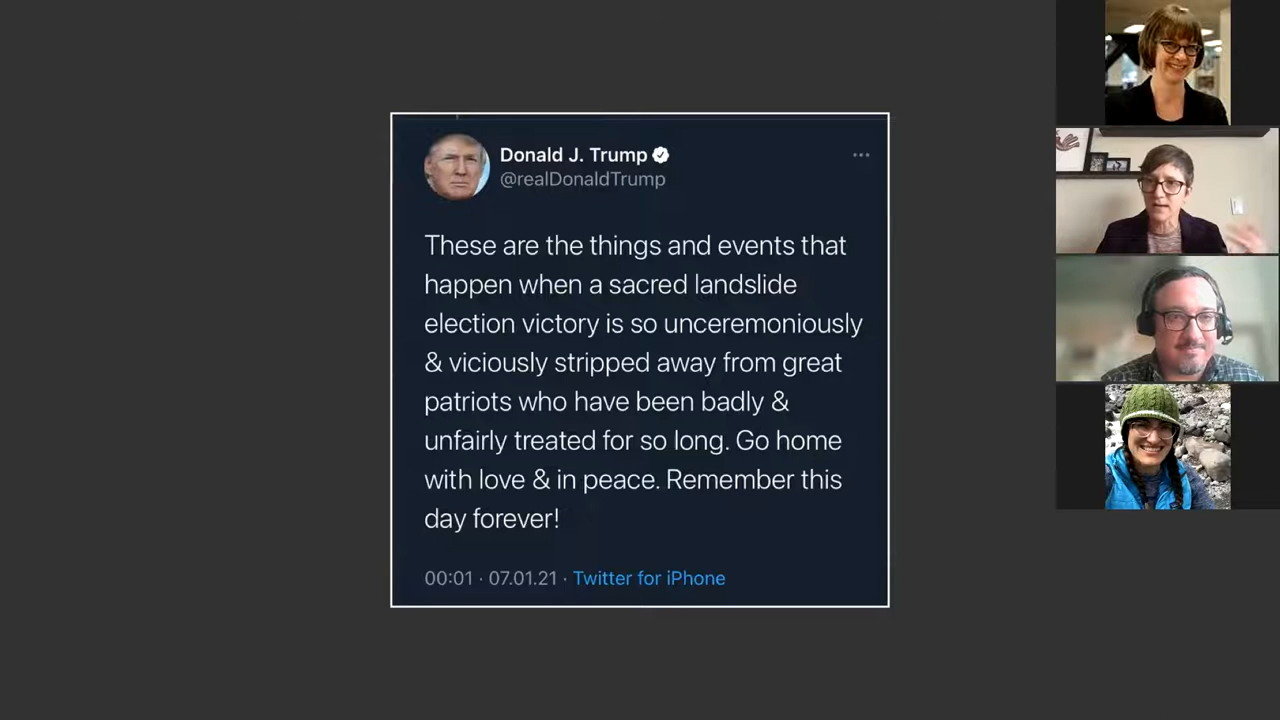 Donald J. Trump
@realDonaldTrump
These are the things and events that
happen when a sacred landslide
election victory is so unceremoniously
& viciously stripped away from great
patriots who have been badly &
unfairly treated for so long. Go home
with love & in peace. Remember this
day forever!
00:01 · 07.01.21 · Twitter for iPhone